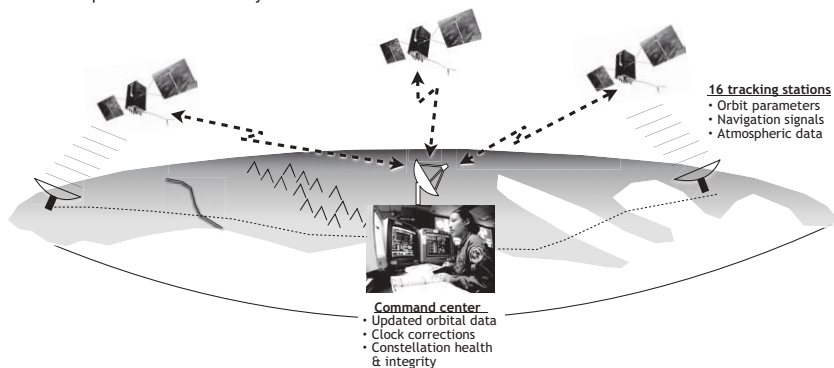 16 tracking stations
• Orbit parameters
• Navigation signals
• Atmospheric data
Command center
• Updated orbital data
• Clock corrections
• Constellation health
& integrity